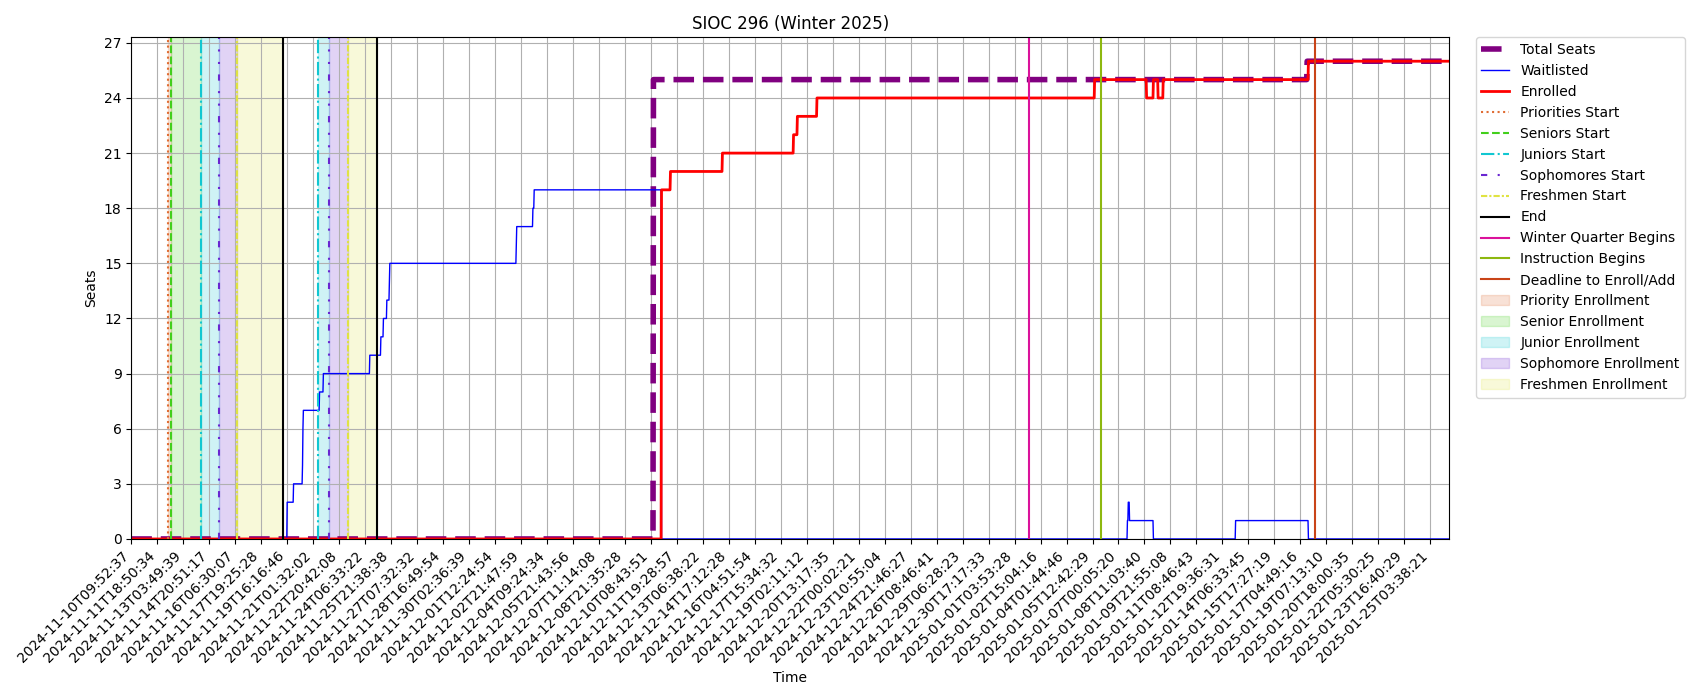 SIOC 296 (Winter 2025)
Seats
27
24
21
18
15
12
9
6
3
0
2024-11-10T09:52:37
2024-11-11T18:50:34
2024-11-13T03:49:39
2024-11-14T20:51:17
2024-11-16T06:30:07
2024-11-17T19:25:28
2024-11-19T16:16:46
2024-11-21T01:32:02
2024-11-22T20:42:08
2024-11-24T06:33:22
2024-11-25T21:38:38
2024-11-27T07:32:32
2024-11-28T16:49:54
2024-11-30T02:36:39
2024-12-01T12:24:54
2024-12-02T21:47:59
2024-12-04T09:24:34
2024-12-05T21:43:56
2024-12-07T11:14:08
2024-12-08T21:35:28
2024-12-10T08:43:51
2024-12-11T19:28:57
2024-12-13T06:38:22
2024-12-14T17:12:28
2024-12-16T04:51:54
2024-12-17T15:34:32
2024-12-19T02:11:12
2024-12-20T13:17:35
2024-12-22T00:02:21
2024-12-23T10:55:04
2024-12-24T21:46:27
2024-12-26T08:46:41
2024-12-29T06:28:23
2024-12-30T17:17:33
2025-01-01T03:53:28
2025-01-02T15:04:16
2025-01-04T01:44:46
2025-01-05T12:42:29
2025-01-07T00:05:20
2025-01-08T11:03:40
2025-01-09T21:55:08
2025-01-11T08:46:43
2025-01-12T19:36:31
2025-01-14T06:33:45
2025-01-15T17:27:19
2025-01-17T04:49:16
2025-01-19T07:13:10
2025-01-20T18:00:35
2025-01-22T05:30:25
2025-01-23T16:40:29
2025-01-25T03:38:21
Time
Total Seats
Waitlisted
Enrolled
Priorities Start
Seniors Start
Juniors Start
Sophomores Start
Freshmen Start
End
Winter Quarter Begins
Instruction Begins
Deadline to Enroll/Add
Priority Enrollment
Senior Enrollment
Junior Enrollment
Sophomore Enrollment
Freshmen Enrollment